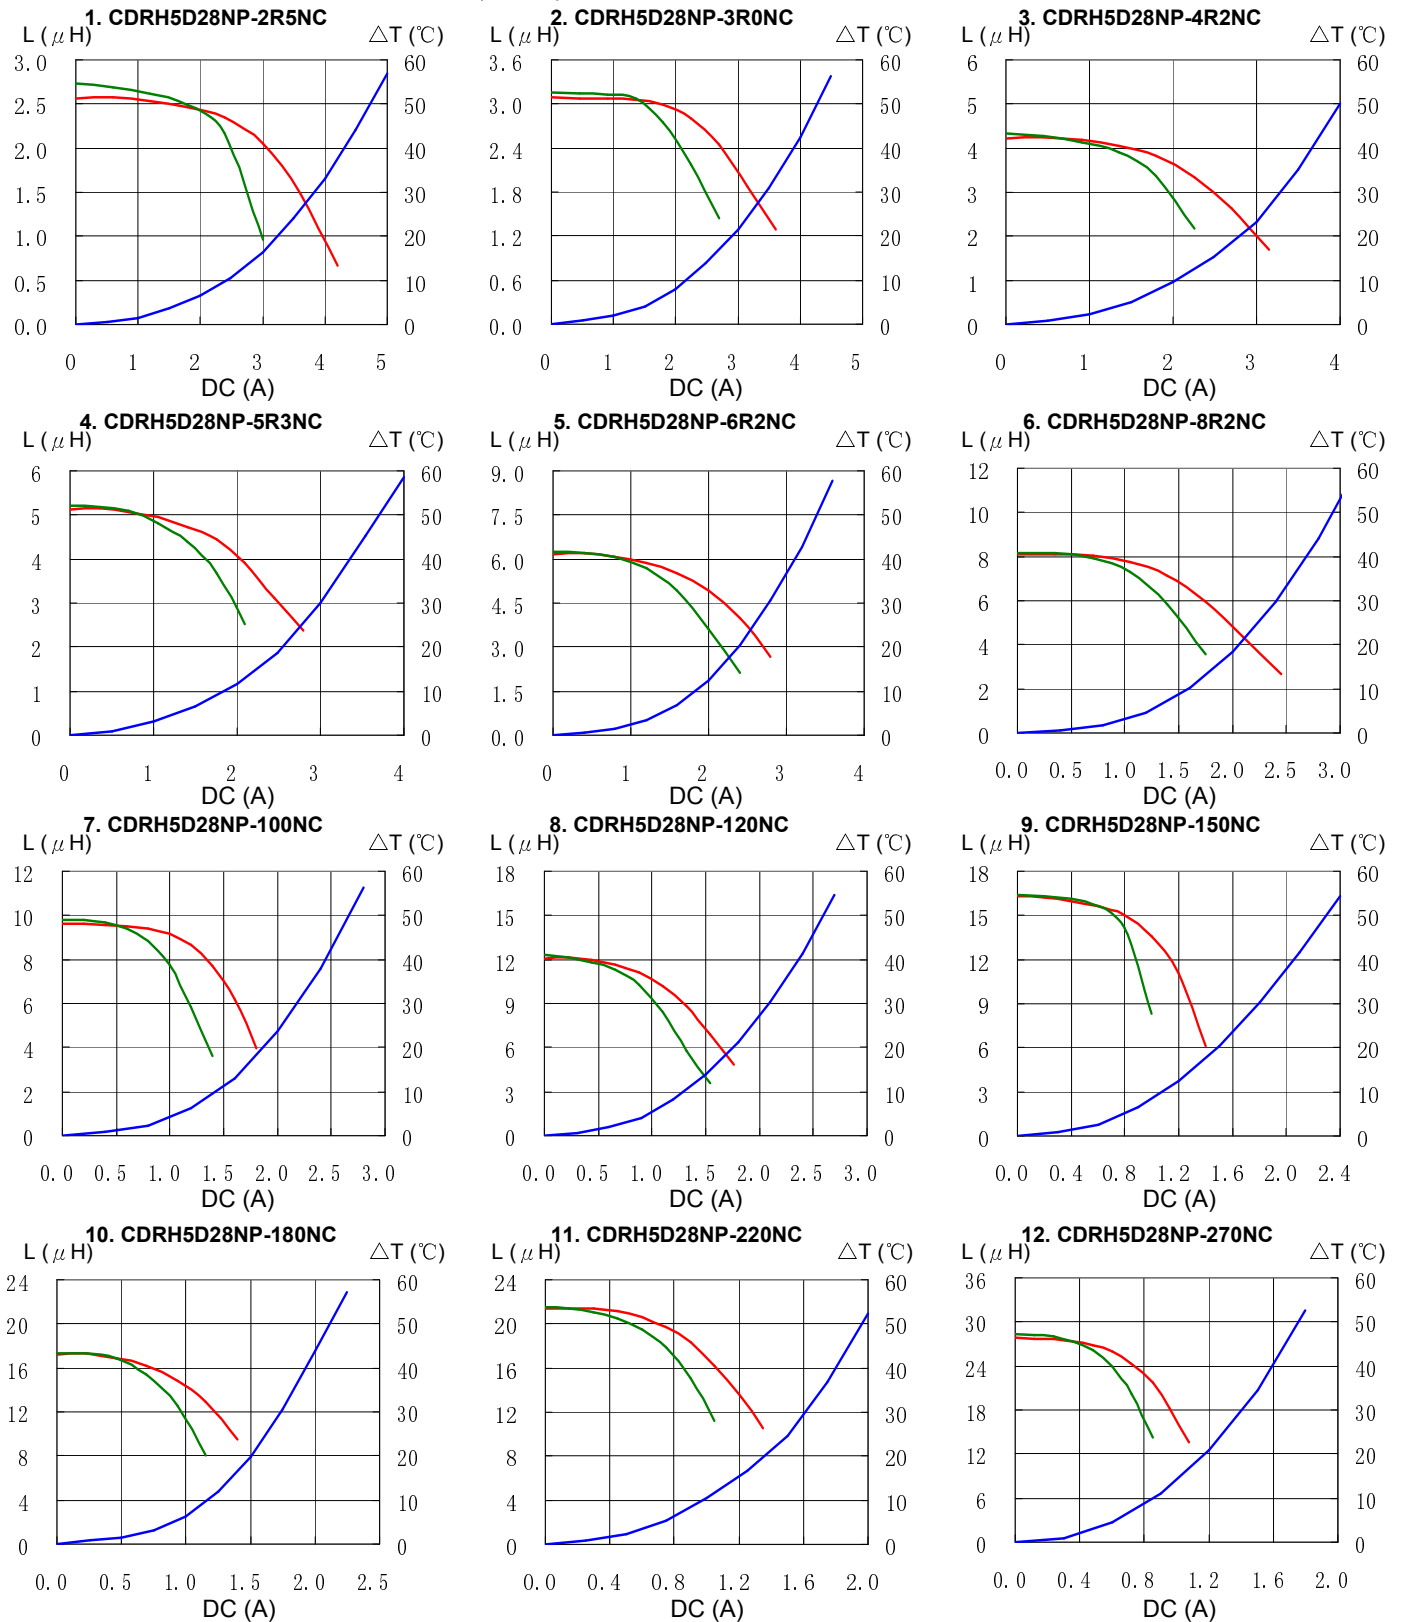 1. CDRH5D28NP-2R5NC
L (μH) △T (℃)
3.0 60
2.5 50
2.0 40
1.5 30
1.0 20
0.5 10
0.0 0
0 1 2 3 4 5
DC (A)
2. CDRH5D28NP-3R0NC
L (μH) △T (℃)
3.6 60
3.0 50
2.4 40
1.8 30
1.2 20
0.6 10
0.0 0
0 1 2 3 4 5
DC (A)
3. CDRH5D28NP-4R2NC
L (μH) △T (℃)
6 60
5 50
4 40
3 30
2 20
1 10
0 0
0 1 2 3 4
DC (A)
4. CDRH5D28NP-5R3NC
L (μH) △T (℃)
6 60
5 50
4 40
3 30
2 20
1 10
0 0
0 1 2 3 4
DC (A)
5. CDRH5D28NP-6R2NC
L (μH) △T (℃)
9.0 60
7.5 50
6.0 40
4.5 30
3.0 20
1.5 10
0.0 0
0 1 2 3 4
DC (A)
6. CDRH5D28NP-8R2NC
L (μH) △T (℃)
12 60
10 50
8 40
6 30
4 20
2 10
0 0
0.0 0.5 1.0 1.5 2.0 2.5 3.0
DC (A)
7. CDRH5D28NP-100NC
L (μH) △T (℃)
12 60
10 50
8 40
6 30
4 20
2 10
0 0
0.0 0.5 1.0 1.5 2.0 2.5 3.0
DC (A)
8. CDRH5D28NP-120NC
L (μH) △T (℃)
18 60
15 50
12 40
9 30
6 20
3 10
0 0
0.0 0.5 1.0 1.5 2.0 2.5 3.0
DC (A)
9. CDRH5D28NP-150NC
L (μH) △T (℃)
18 60
15 50
12 40
9 30
6 20
3 10
0 0
0.0 0.4 0.8 1.2 1.6 2.0 2.4
DC (A)
10. CDRH5D28NP-180NC
L (μH) △T (℃)
24 60
20 50
16 40
12 30
8 20
4 10
0 0
0.0 0.5 1.0 1.5 2.0 2.5
DC (A)
11. CDRH5D28NP-220NC
L (μH) △T (℃)
24 60
20 50
16 40
12 30
8 20
4 10
0 0
0.0 0.4 0.8 1.2 1.6 2.0
DC (A)
12. CDRH5D28NP-270NC
L (μH) △T (℃)
36 60
30 50
24 40
18 30
12 20
6 10
0 0
0.0 0.4 0.8 1.2 1.6 2.0
DC (A)